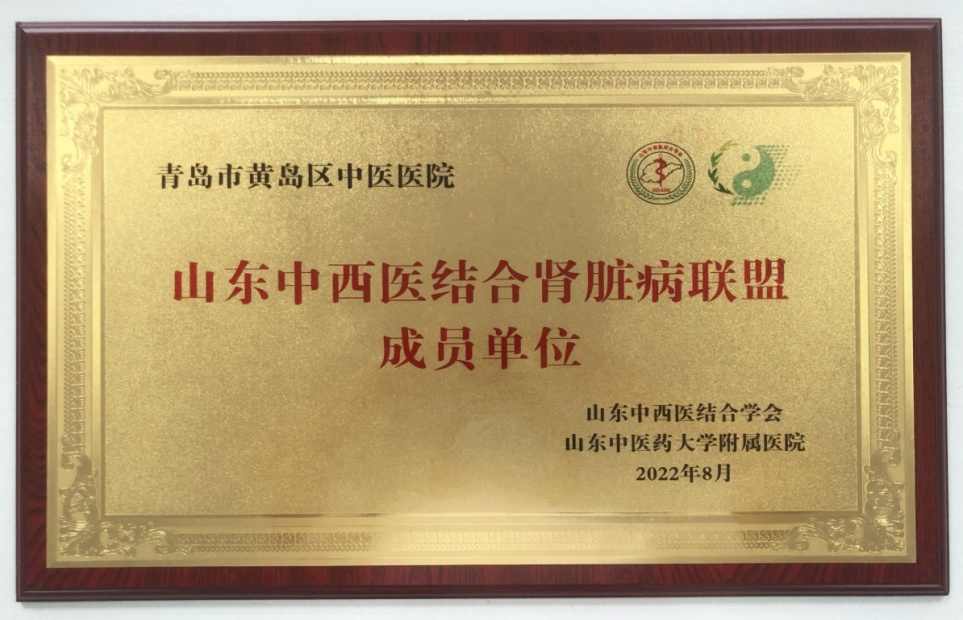 青岛市黄岛区中医医院
山东中西医结合肾脏病联盟
成员单位
山东中西医结合学会
山东中医药大学附属医院
2022年8月